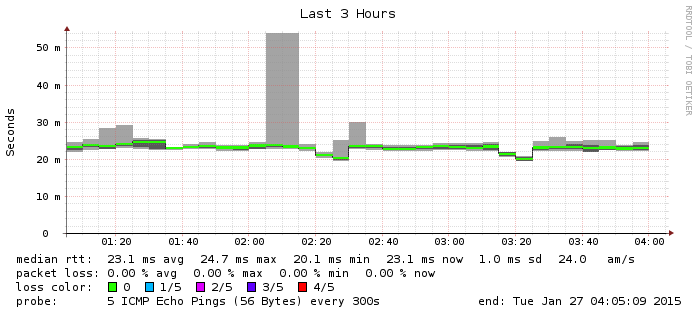 Last 3 Hours
RRDTOOL / TOBI OETIKER
Seconds
50 m
40 m
30 m
20 m
10 m
0
01:20 01:40 02:00 02:20 02:40 03:00 03:20 03:40 04:00
median rtt: 23.1 ms avg 24.7 ms max 20.1 ms min 23.1 ms now 1.0 ms sd 24.0 am/s
packet loss: 0.00 % avg 0.00 % max 0.00 % min 0.00 % now
loss color: 0 1/5 2/5 3/5 4/5
probe: 5 ICMP Echo Pings (56 Bytes) every 300s end: Tue Jan 27 04:05:09 2015